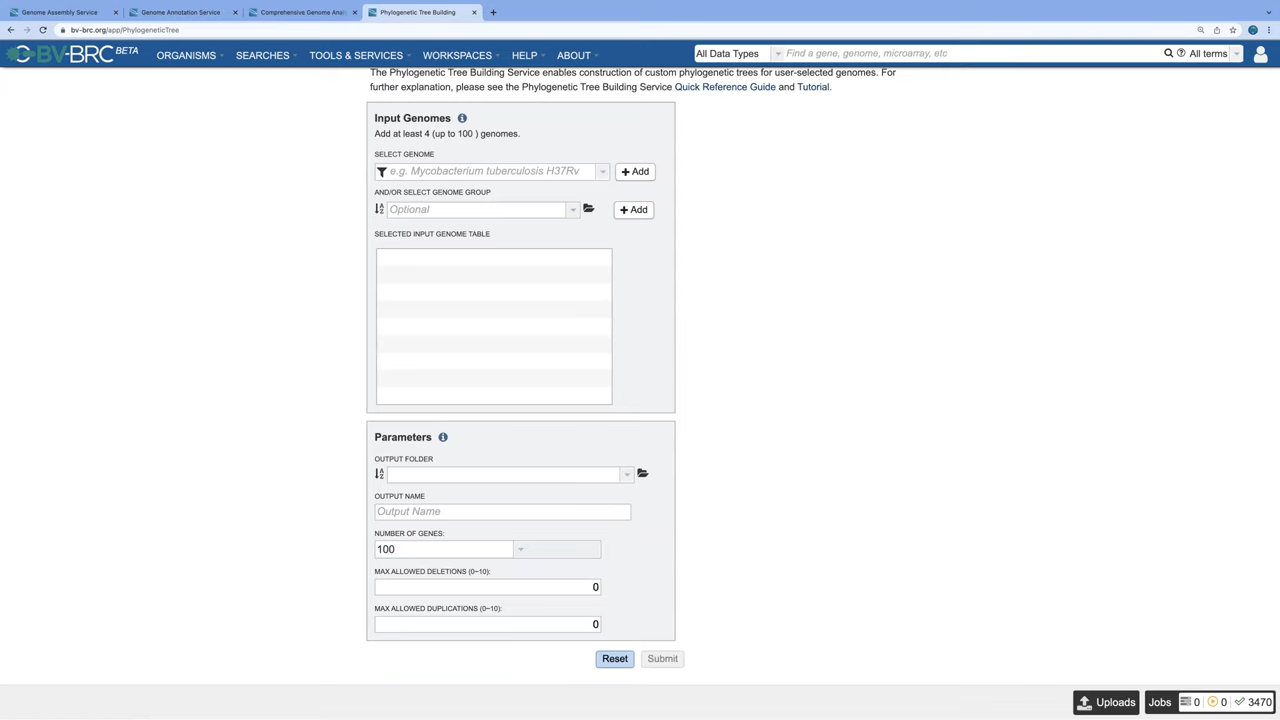 Genome Assembly Service
Genome Annotation Service
Comprehensive Genome Anal
Phylogenetic Tree Building
bv-brc.org/app/PhylogeneticTree
BV-BRC BETA
ORGANISMS
SEARCHES
TOOLS & SERVICES
WORKSPACES
HELP
ABOUT
All Data Types
Find a gene, genome, microarray, etc
All terms
The Phylogenetic Tree Building Service enables construction of custom phylogenetic trees for user-selected genomes. For
further explanation, please see the Phylogenetic Tree Building Service Quick Reference Guide and Tutorial.
Input Genomes
Add at least 4 (up to 100 ) genomes.
SELECT GENOME
e.g. Mycobacterium tuberculosis H37Rv
Add
AND/OR SELECT GENOME GROUP
Optional
Add
SELECTED INPUT GENOME TABLE
Parameters
OUTPUT FOLDER
OUTPUT NAME
Output Name
NUMBER OF GENES:
100
MAX ALLOWED DELETIONS (0~10):
0
MAX ALLOWED DUPLICATIONS (0~10):
0
Reset
Submit
Uploads
Jobs
0
0
3470